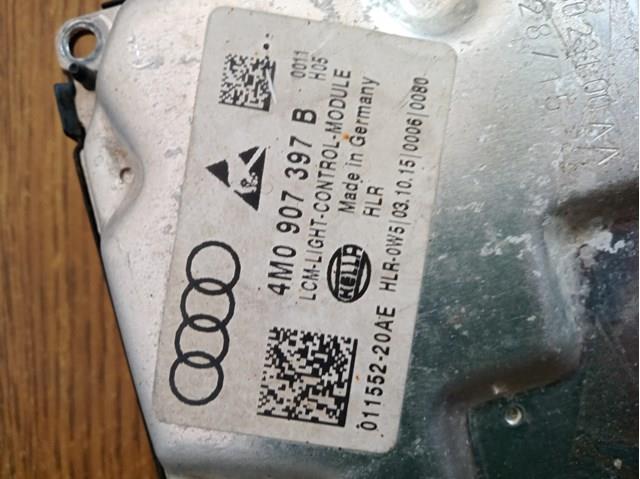 4M0 907 397 B
0011
H05
LCM-LIGHT-CONTROL-MODULE
Made in Germany
HLR
HELLA
011552-20AE
HLR-0W5|03.10.15|0006|0080